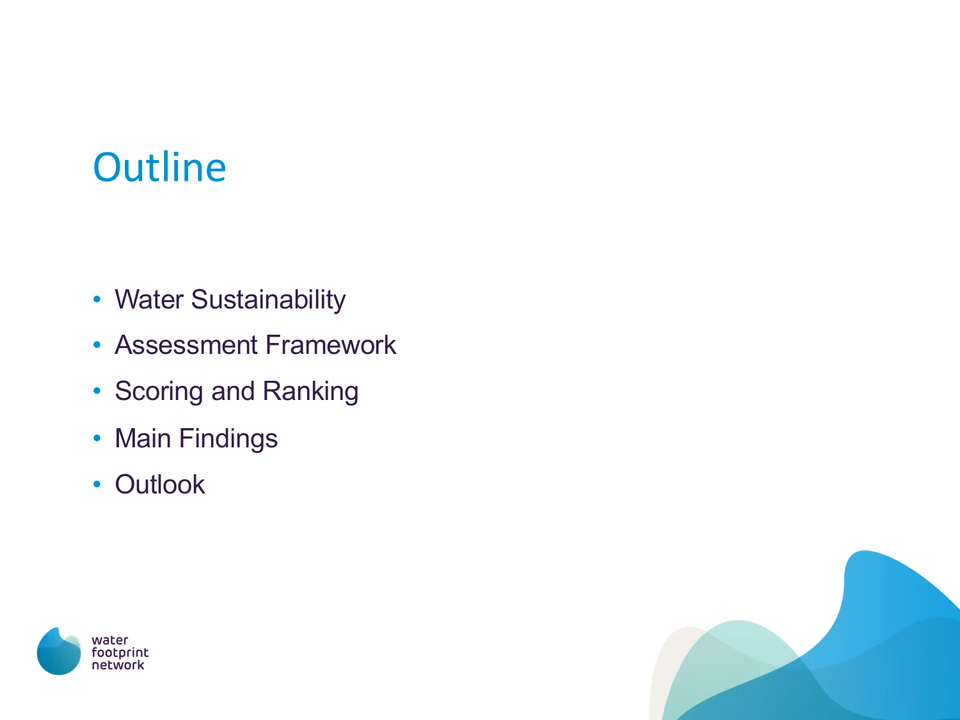 Outline
• Water Sustainability
• Assessment Framework
• Scoring and Ranking
• Main Findings
• Outlook
water
footprint
network